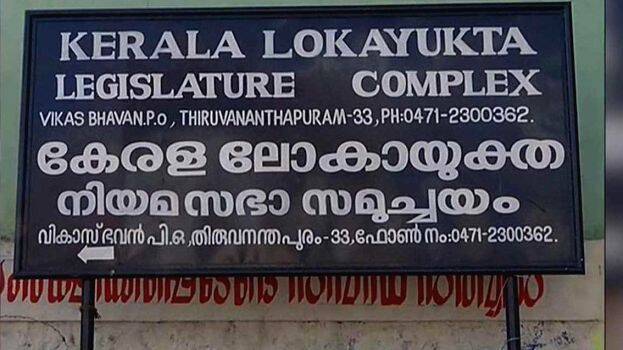 KERALA LOKAYUKTA
LEGISLATURE COMPLEX
VIKAS BHAVAN.P.o , THIRUVANANTHAPURAM-33,PH:0471-2300362.
കേരള ലോകായുക്ത
നിയമസഭാ സമുച്ചയം
വികാസ് ഭവൻ പി.ഒ ,തിരുവനന്തപുരം- 33,ഫോൺ നം:0471-2300362.